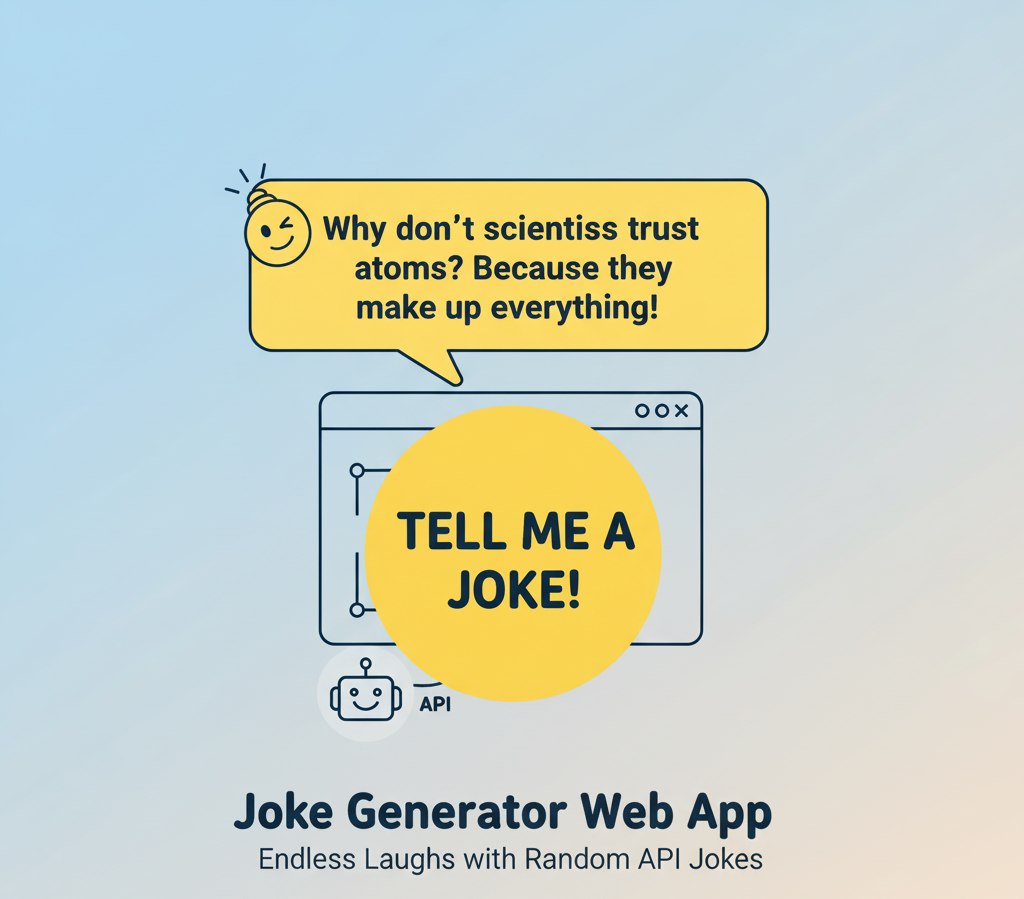 Why don't scientiss trust
atoms? Because they
make up everything!
TELL ME A
JOKE!
API
Joke Generator Web App
Endless Laughs with Random API Jokes